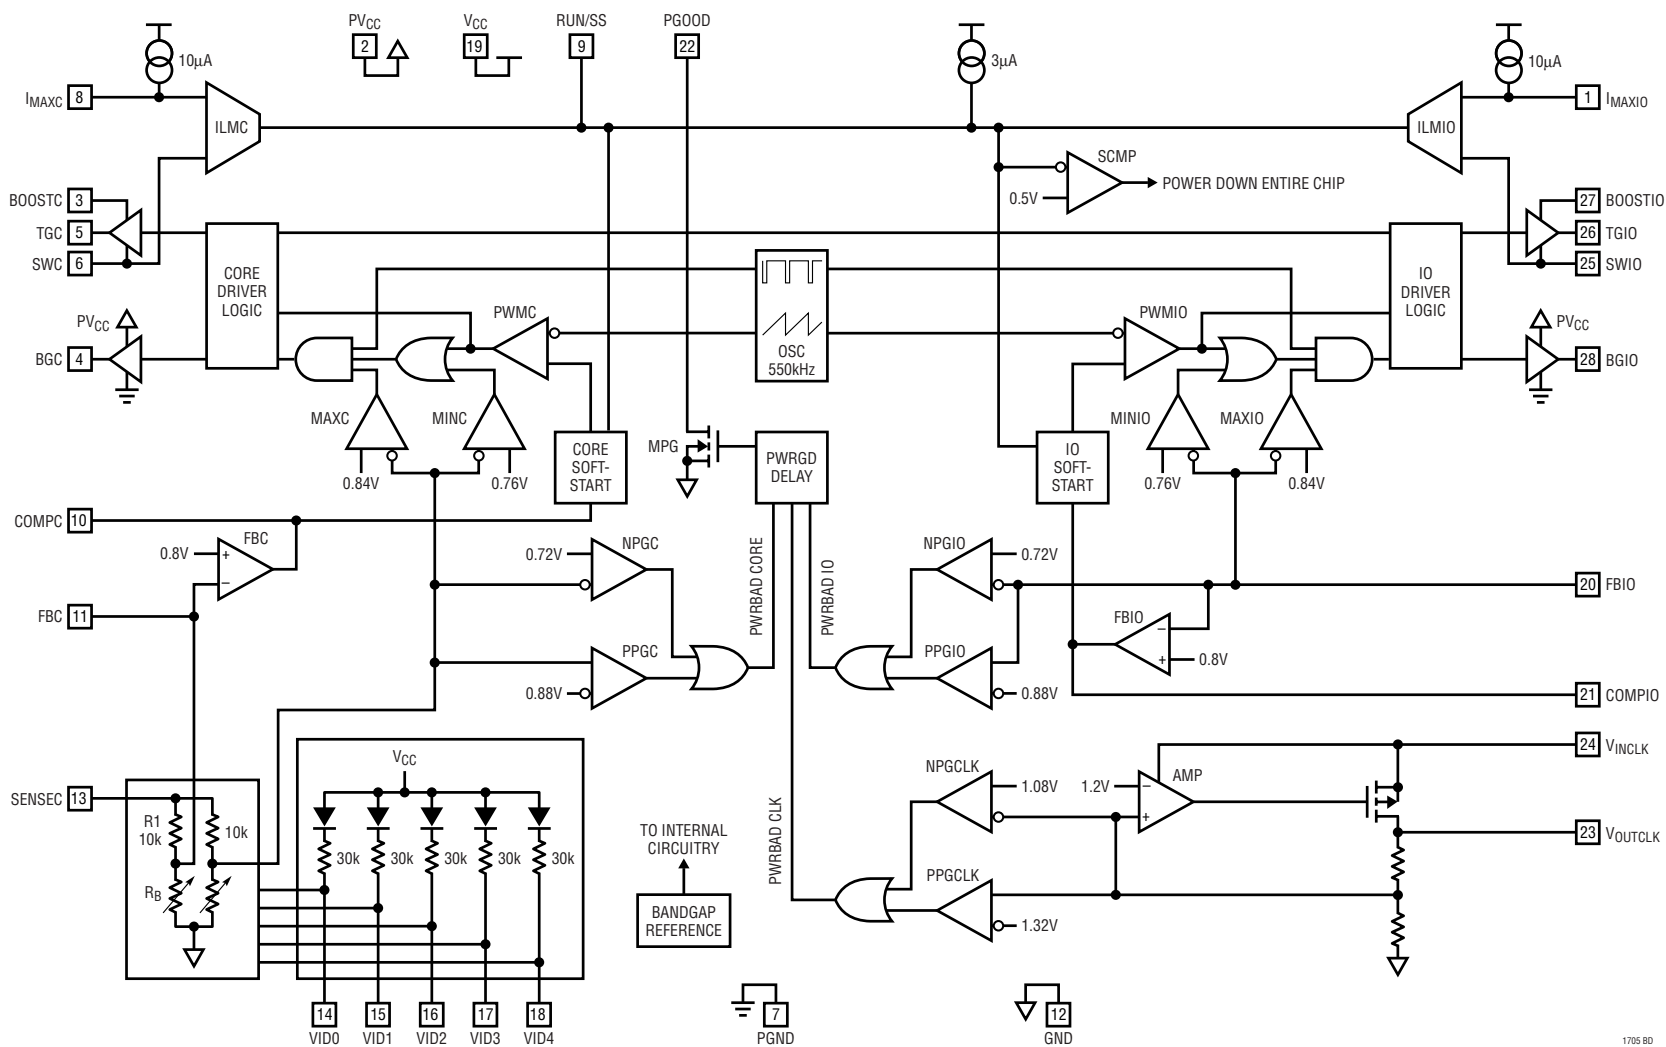 PVCC
2
VCC
19
RUN/SS
9
PGOOD
22
10µA
3µA
10µA
IMAXC
8
ILMC
ILMIO
1
IMAXIO
SCMP
0.5V
POWER DOWN ENTIRE CHIP
BOOSTC
3
TGC
5
SWC
6
27
BOOSTIO
26
TGIO
25
SWIO
CORE
DRIVER
LOGIC
IO
DRIVER
LOGIC
PVCC
BGC
4
PWMC
OSC
550kHz
PWMIO
PVCC
28
BGIO
MAXC
MINC
0.84V
0.76V
CORE
SOFT-
START
MPG
PWRGD
DELAY
IO
SOFT-
START
MINIO
MAXIO
0.76V
0.84V
COMPC
10
0.8V
+
–
FBC
FBC
11
0.72V
NPGC
PPGC
0.88V
PWRBAD CORE
PWRBAD IO
NPGIO
0.72V
PPGIO
0.88V
20
FBIO
FBIO
–
+
0.8V
21
COMPIO
SENSEC
13
R1
10k
10k
RB
VCC
30k
30k
30k
30k
30k
14
VID0
15
VID1
16
VID2
17
VID3
18
VID4
TO INTERNAL
CIRCUITRY
BANDGAP
REFERENCE
PWRBAD CLK
NPGCLK
1.08V
PPGCLK
1.32V
1.2V
–
+
AMP
24
VINCLK
23
VOUTCLK
7
PGND
12
GND
1705 BD